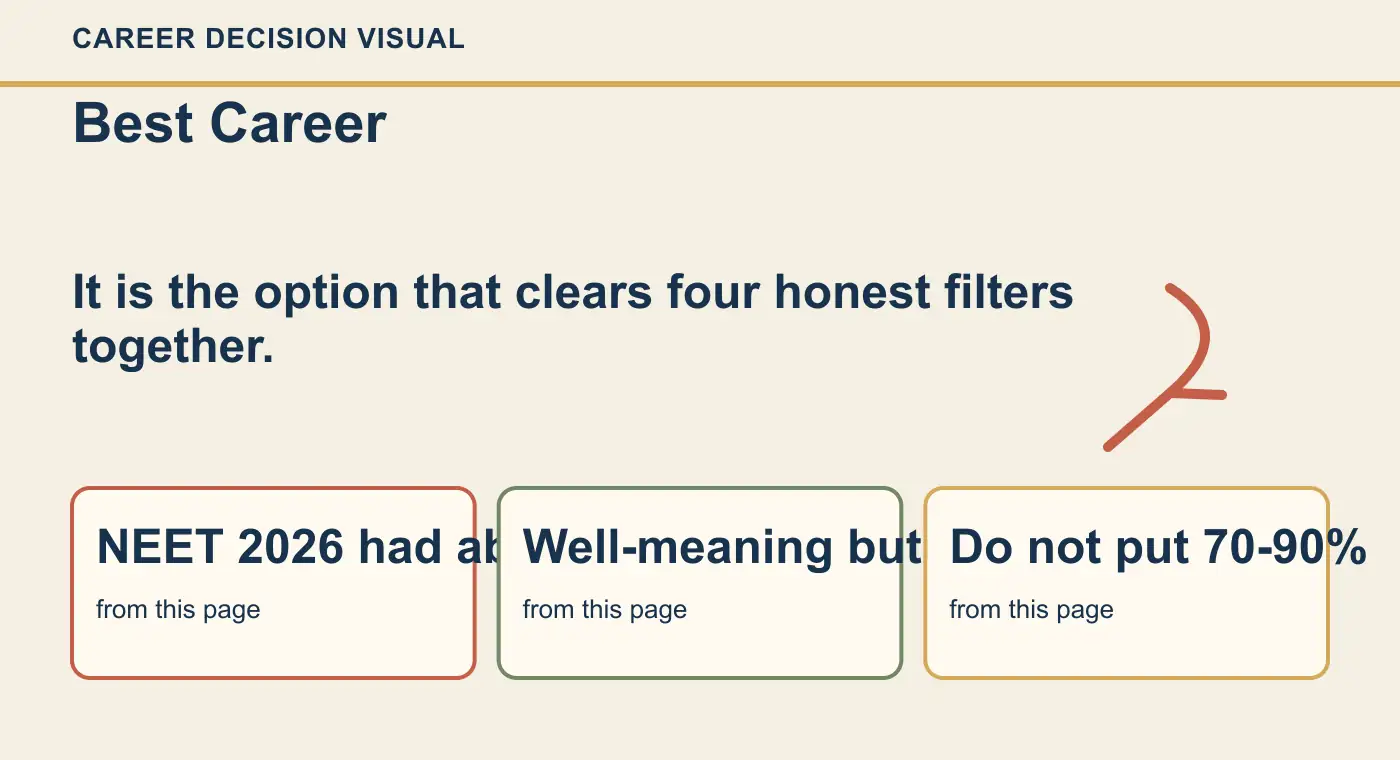 CAREER DECISION VISUAL
Best Career
It is the option that clears four honest filters
together.
NEET 2026 had
Well-meaning but
Do not put 70-90%
from this page
from this page
from this page